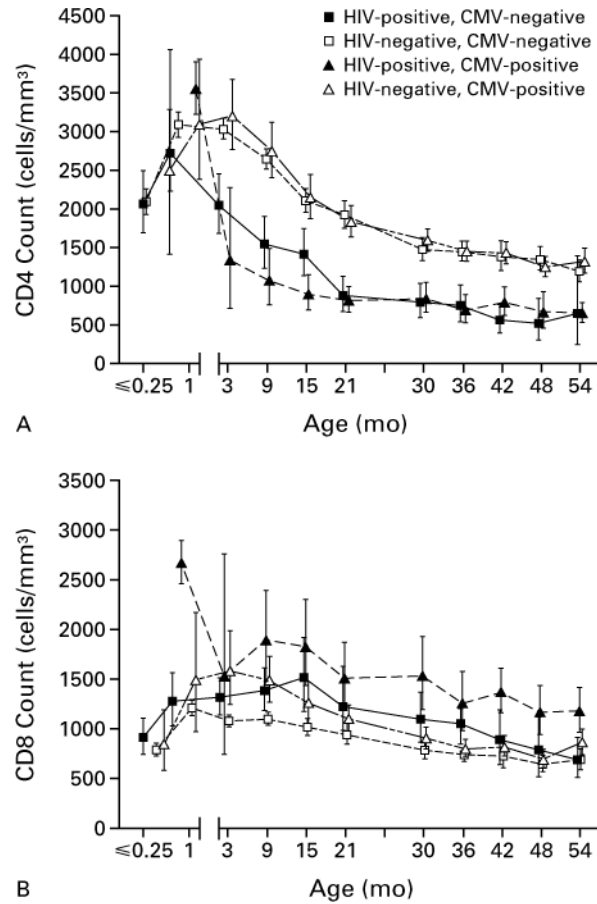 HIV-positive, CMV-negative
HIV-negative, CMV-negative
HIV-positive, CMV-positive
HIV-negative, CMV-positive
CD4 Count (cells/mm³)
4500
4000
3500
3000
2500
2000
1500
1000
500
0
≤0.25 1 3 9 15 21 30 36 42 48 54
A
Age (mo)
CD8 Count (cells/mm³)
3500
3000
2500
2000
1500
1000
500
0
≤0.25 1 3 9 15 21 30 36 42 48 54
B
Age (mo)